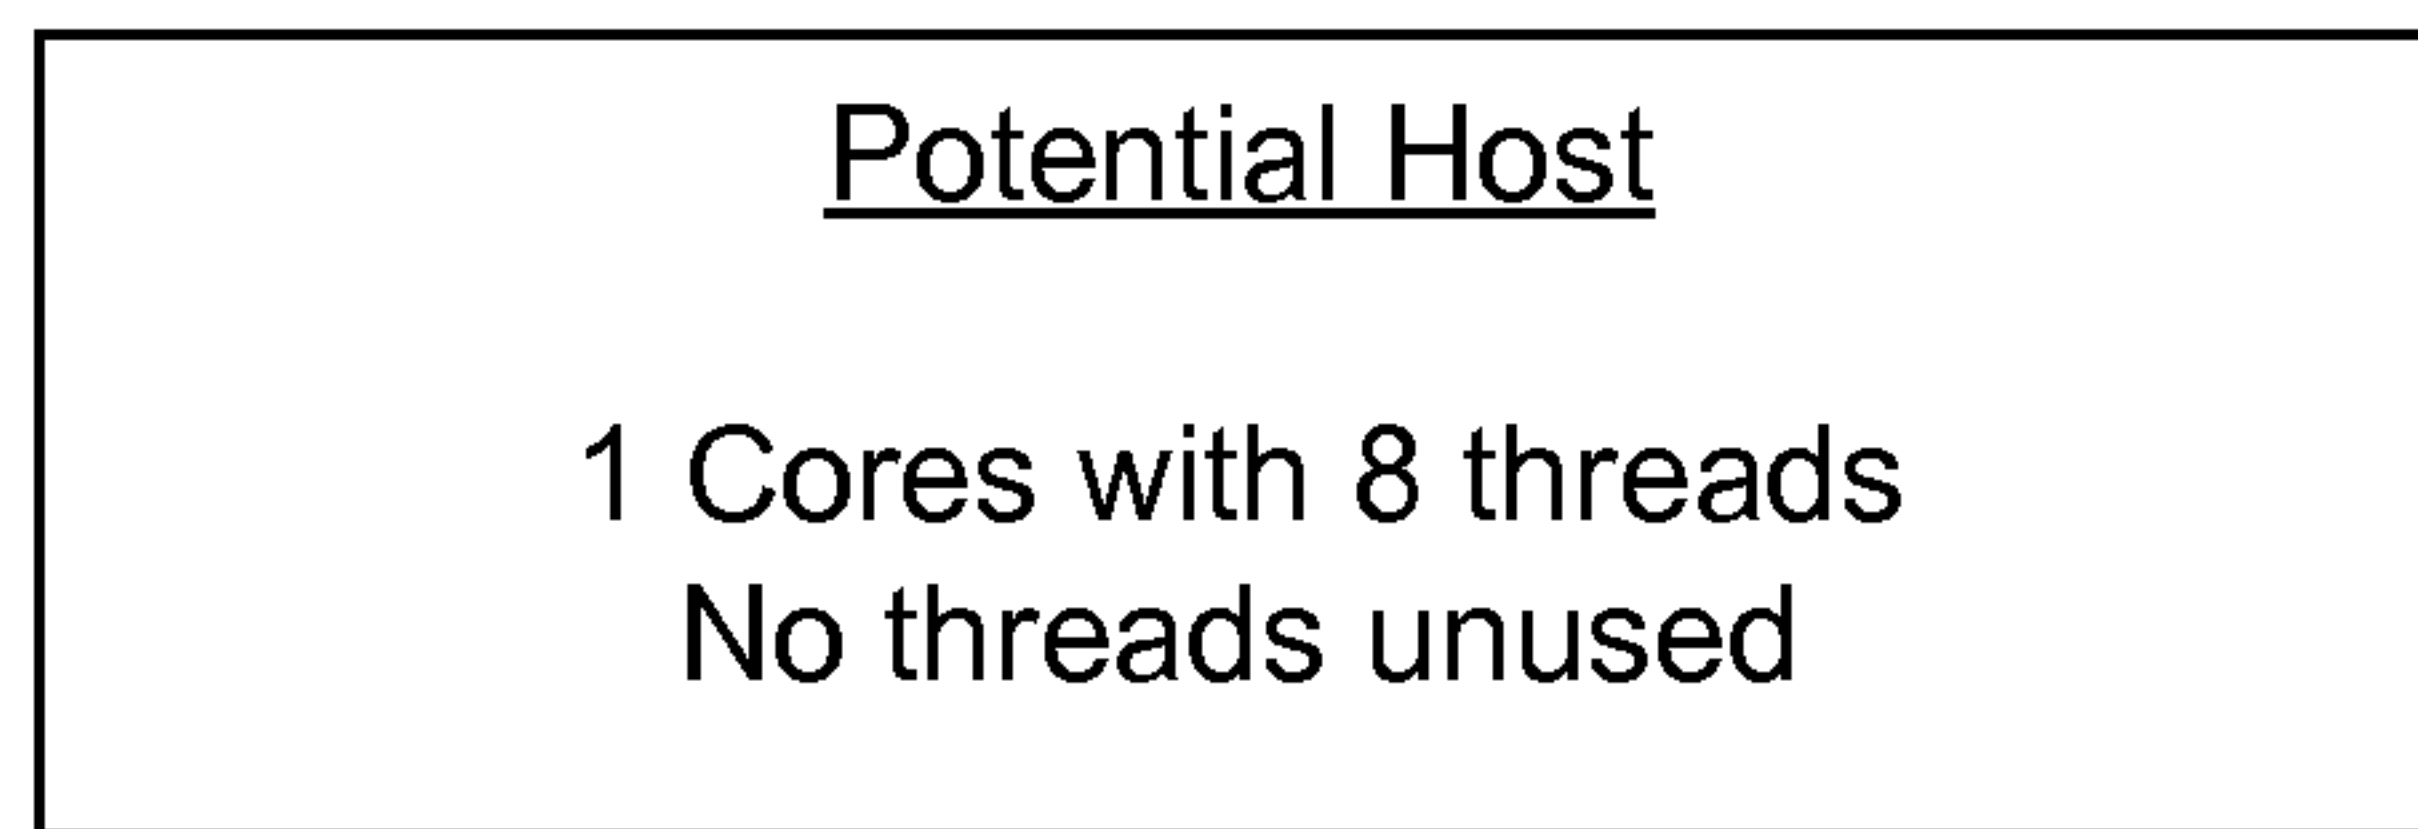 Potential Host
1 Cores with 8 threads
No threads unused